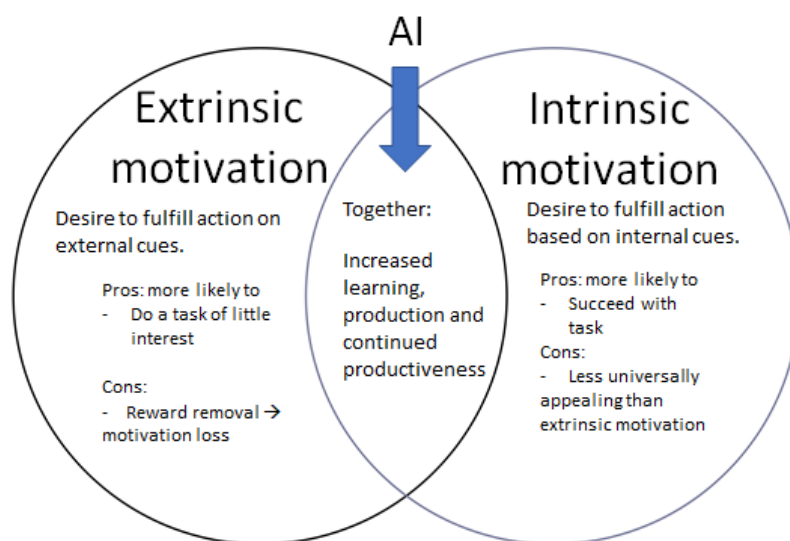 AI
Extrinsic
motivation
Desire to fulfill action on
external cues.
Pros: more likely to
- Do a task of little
interest
Cons:
- Reward removal →
motivation loss
Together:
Increased
learning,
production and
continued
productiveness
Intrinsic
motivation
Desire to fulfill action
based on internal cues.
Pros: more likely to
- Succeed with
task
Cons:
- Less universally
appealing than
extrinsic motivation